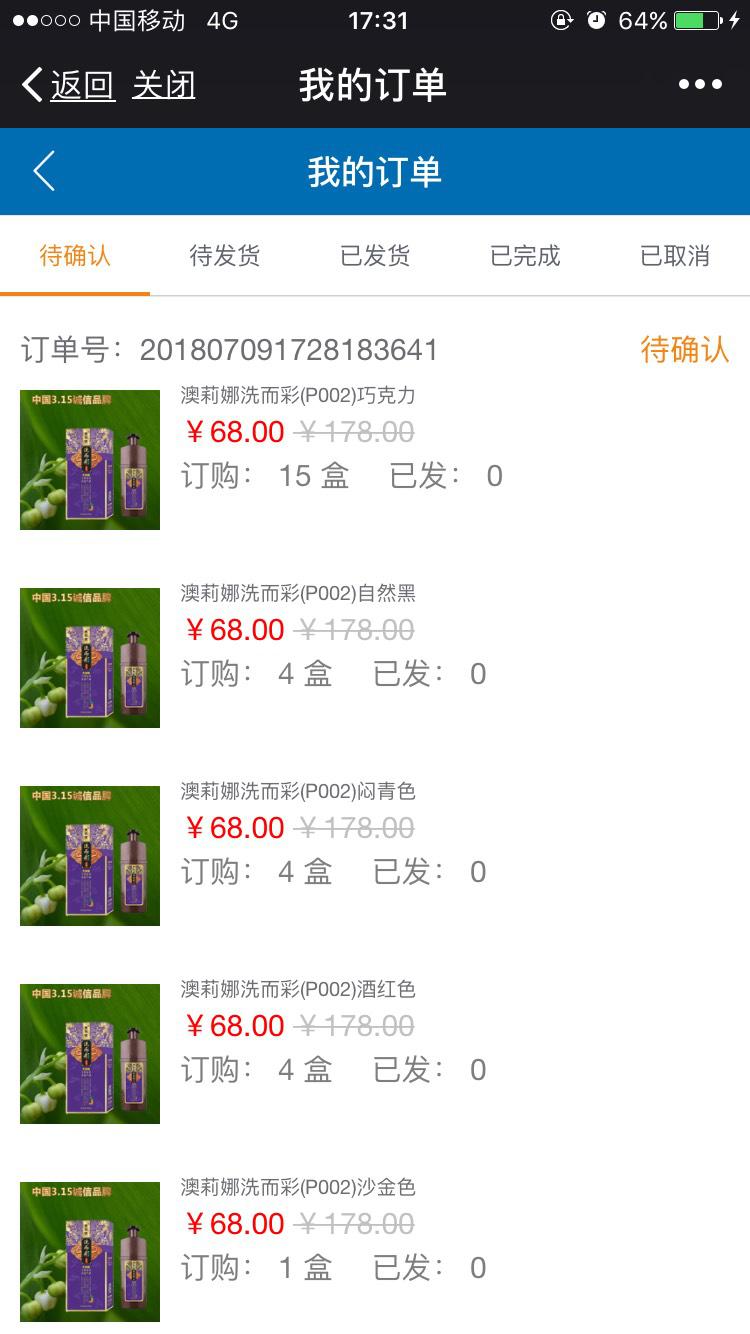 中国移动 4G 17:31 64%
返回 关闭 我的订单
我的订单
待确认 待发货 已发货 已完成 已取消
订单号：201807091728183641 待确认
中国3.15诚信品牌
澳莉娜洗而彩(P002)巧克力
￥68.00 ￥178.00
订购： 15 盒 已发： 0
中国3.15诚信品牌
澳莉娜洗而彩(P002)自然黑
￥68.00 ￥178.00
订购： 4 盒 已发： 0
中国3.15诚信品牌
澳莉娜洗而彩(P002)闷青色
￥68.00 ￥178.00
订购： 4 盒 已发： 0
中国3.15诚信品牌
澳莉娜洗而彩(P002)酒红色
￥68.00 ￥178.00
订购： 4 盒 已发： 0
中国3.15诚信品牌
澳莉娜洗而彩(P002)沙金色
￥68.00 ￥178.00
订购： 1 盒 已发： 0